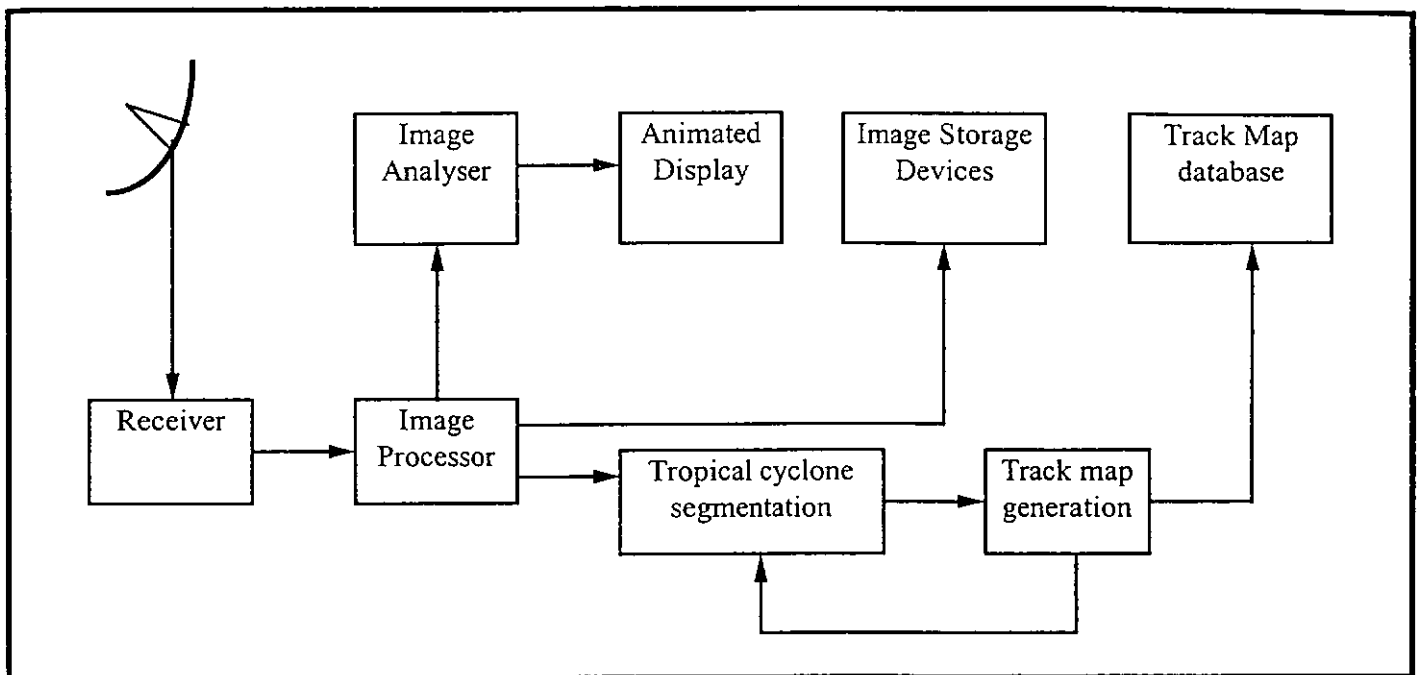 Image
Analyser
Animated
Display
Image Storage
Devices
Track Map
database
Receiver
Image
Processor
Tropical cyclone
segmentation
Track map
generation